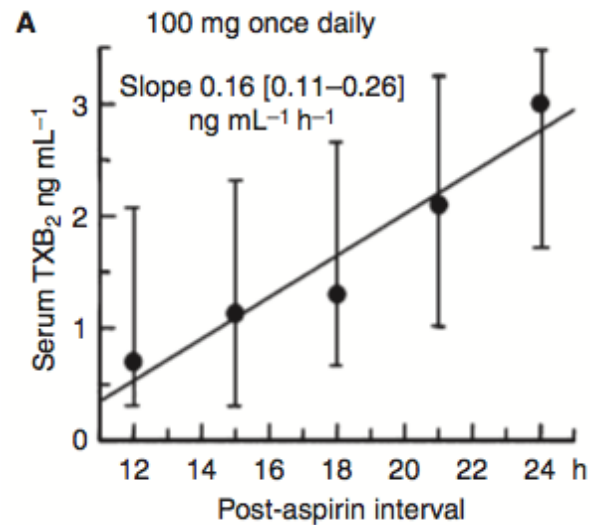 A
100 mg once daily
Slope 0.16 [0.11–0.26]
ng mL⁻¹ h⁻¹
Serum TXB₂ ng mL⁻¹
3
2
1
0
12 14 16 18 20 22 24 h
Post-aspirin interval